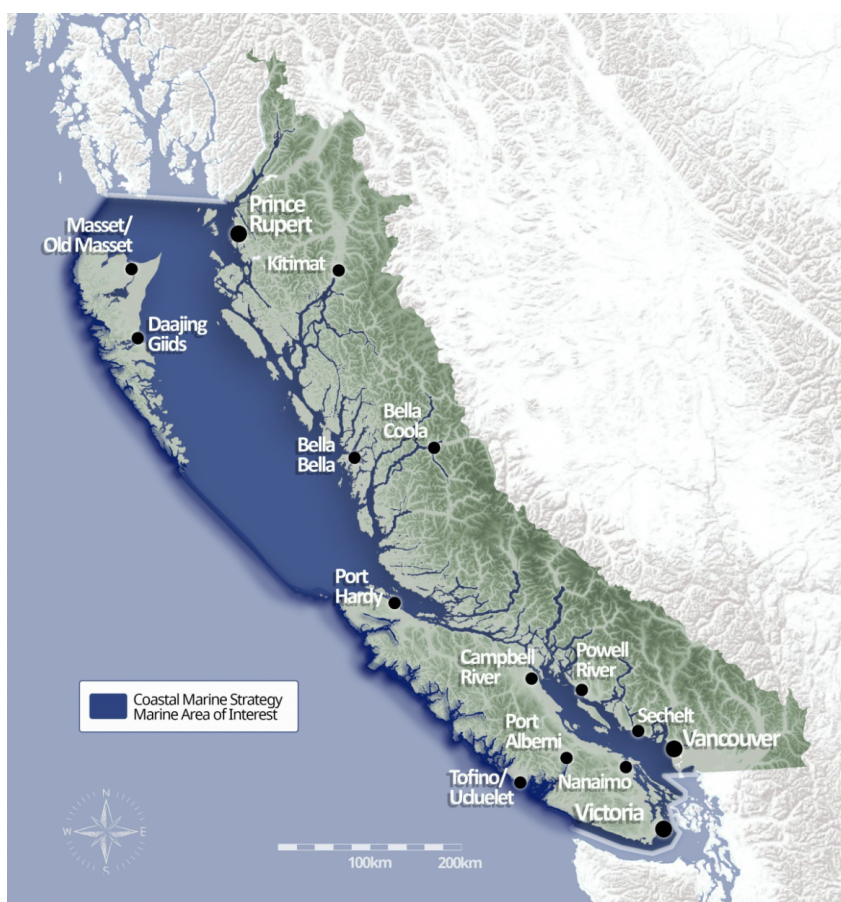 Prince
Rupert
Masset/
Old Masset
Kitimat
Daajing
Giids
Bella
Coola
Bella
Bella
Port
Hardy
Campbell
River
Powell
River
Coastal Marine Strategy
Marine Area of Interest
Sechelt
Port
Alberni
Vancouver
Tofino/
Uduelet
Nanaimo
Victoria
N
W
E
S
100km
200km